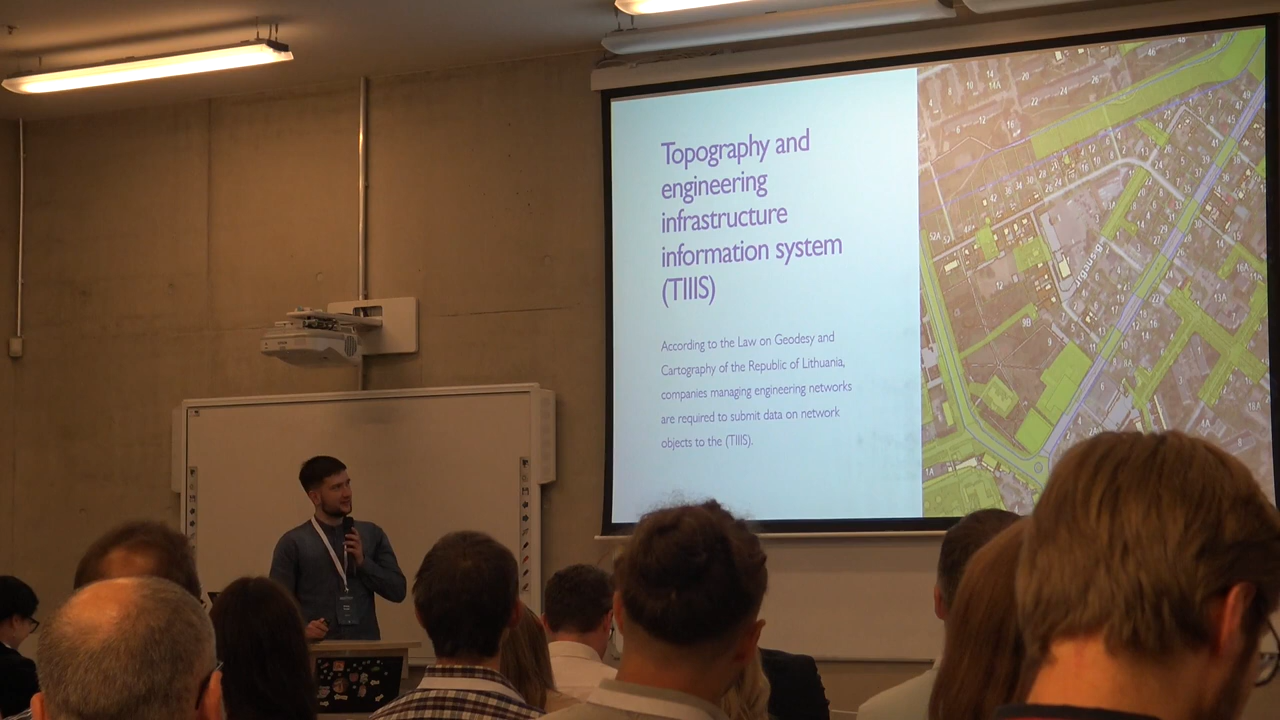 Topography and
engineering
infrastructure
information system
(TIIIS)
According to the Law on Geodesy and
Cartography of the Republic of Lithuania,
companies managing engineering networks
are required to submit data on network
objects to the (TIIIS).